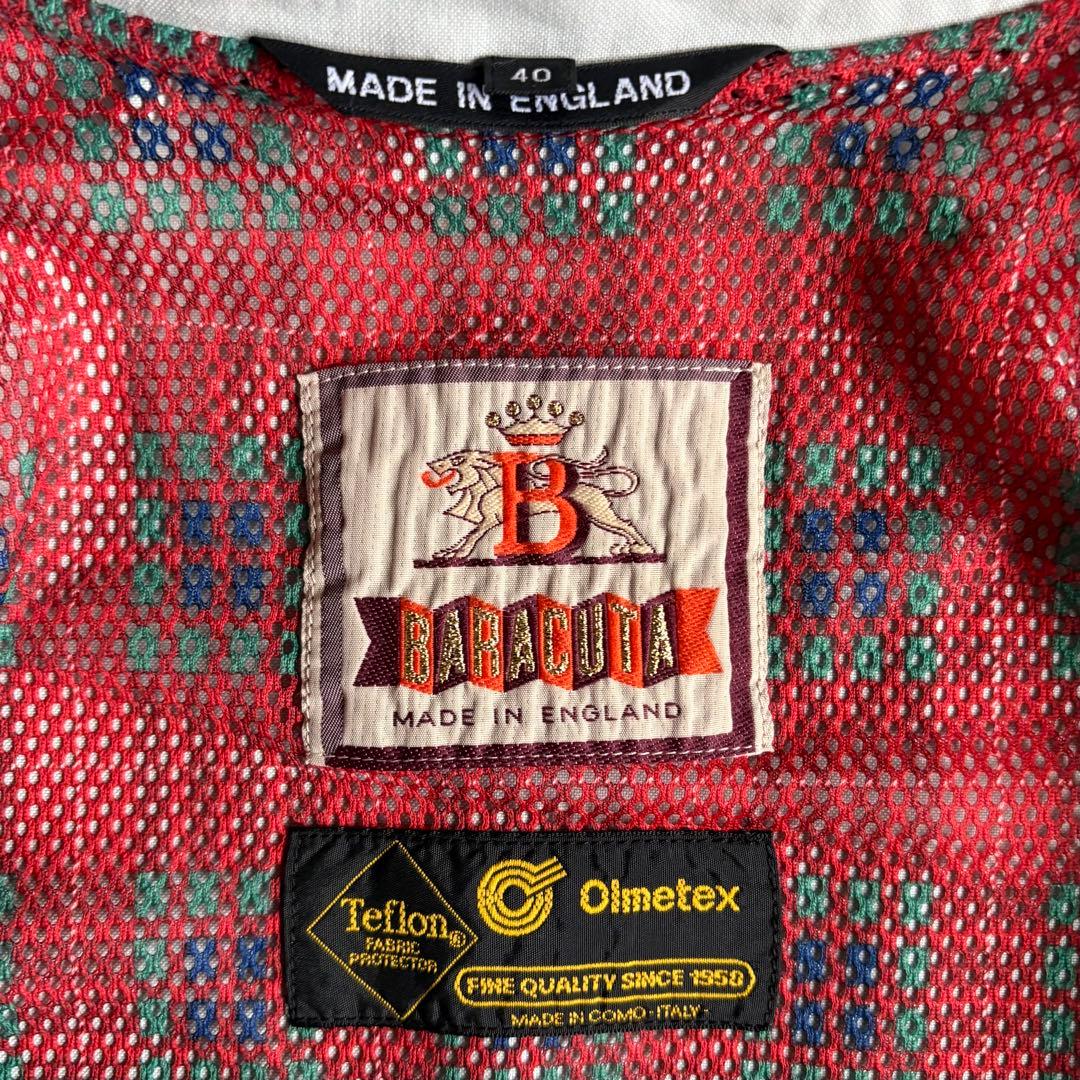 40
MADE IN ENGLAND
B
BARACUTA
MADE IN ENGLAND
Teflon®
FABRIC
PROTECTOR
Olmetex
FINE QUALITY SINCE 1958
MADE IN COMO · ITALY ·